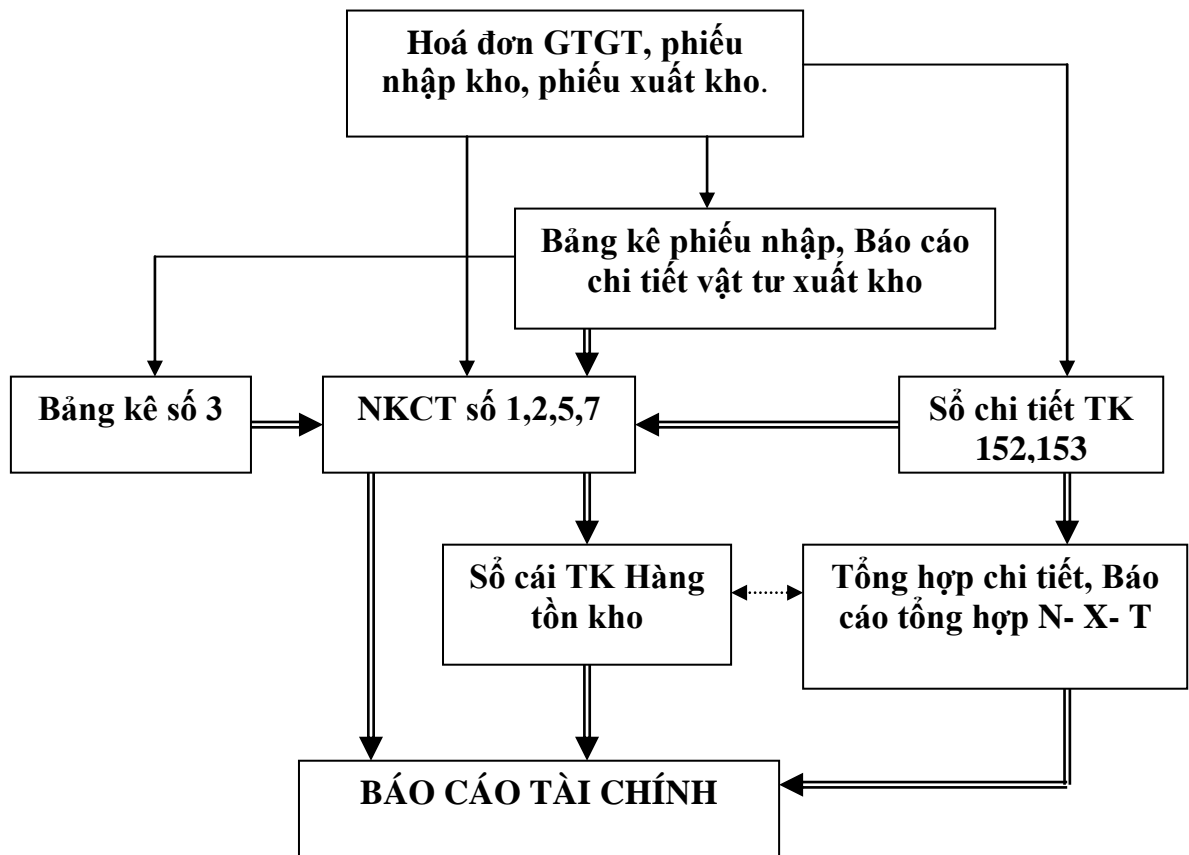 Hoá đơn GTGT, phiếu
nhập kho, phiếu xuất kho.
Bảng kê phiếu nhập, Báo cáo
chi tiết vật tư xuất kho
Bảng kê số 3
NKCT số 1,2,5,7
Sổ chi tiết TK
152,153
Sổ cái TK Hàng
tồn kho
Tổng hợp chi tiết, Báo
cáo tổng hợp N- X- T
BÁO CÁO TÀI CHÍNH